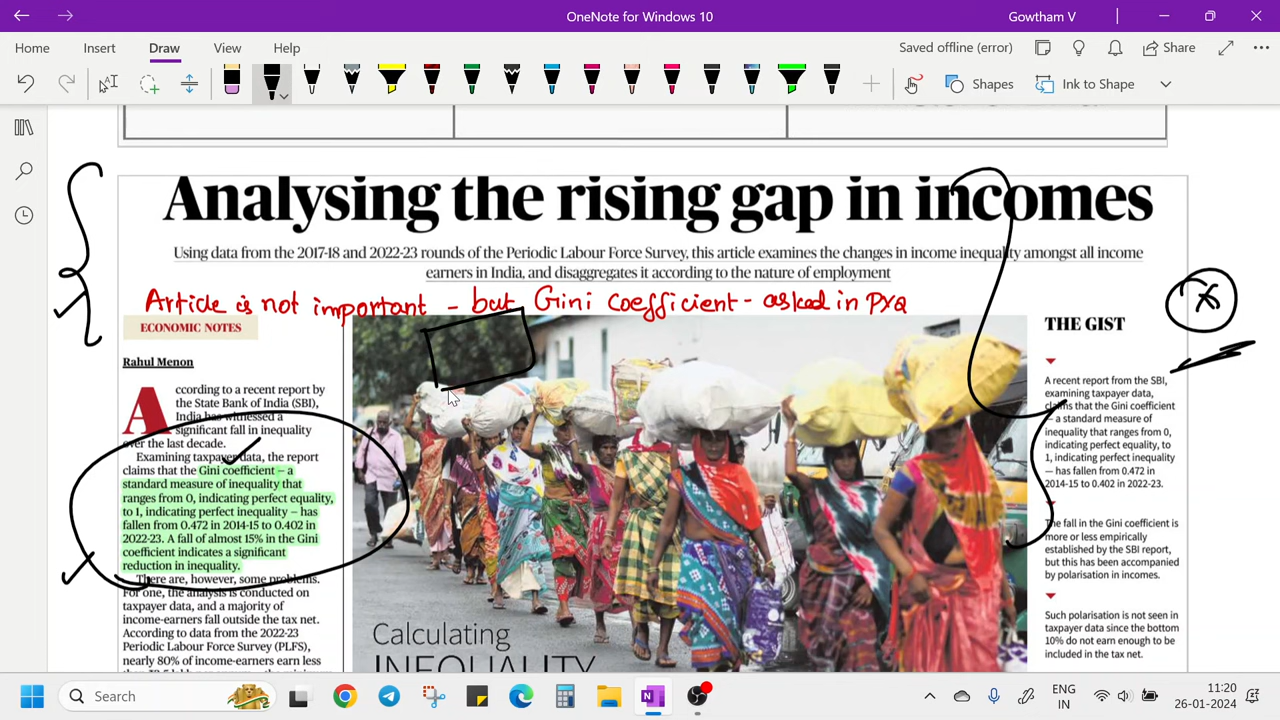 OneNote for Windows 10
Gowtham V
Home Insert Draw View Help
Saved offline (error)
Share
Shapes
Ink to Shape
Analysing the rising gap in incomes
Using data from the 2017-18 and 2022-23 rounds of the Periodic Labour Force Survey, this article examines the changes in income inequality amongst all income
earners in India, and disaggregates it according to the nature of employment
Article is not important - but Gini Coefficient - asked in PYQ
ECONOMIC NOTES
Rahul Menon
According to a recent report by
the State Bank of India (SBI),
India has witnessed a
significant fall in inequality
over the last decade.
Examining taxpayer data, the report
claims that the Gini coefficient — a
standard measure of inequality that
ranges from 0, indicating perfect equality,
to 1, indicating perfect inequality — has
fallen from 0.472 in 2014-15 to 0.402 in
2022-23. A fall of almost 15% in the Gini
coefficient indicates a significant
reduction in inequality.
There are, however, some problems.
For one, the analysis is conducted on
taxpayer data, and a majority of
income-earners fall outside the tax net.
According to data from the 2022-23
Periodic Labour Force Survey (PLFS),
nearly 80% of income-earners earn less
Calculating
INEQUALITY
THE GIST
A recent report from the SBI,
examining taxpayer data,
claims that the Gini coefficient
— a standard measure of
inequality that ranges from 0,
indicating perfect equality, to
1, indicating perfect inequality
— has fallen from 0.472 in
2014-15 to 0.402 in 2022-23.
The fall in the Gini coefficient is
more or less empirically
established by the SBI report,
but this has been accompanied
by polarisation in incomes.
Such polarisation is not seen in
taxpayer data since the bottom
10% do not earn enough to be
included in the tax net.
Search
ENG
IN
11:20
26-01-2024